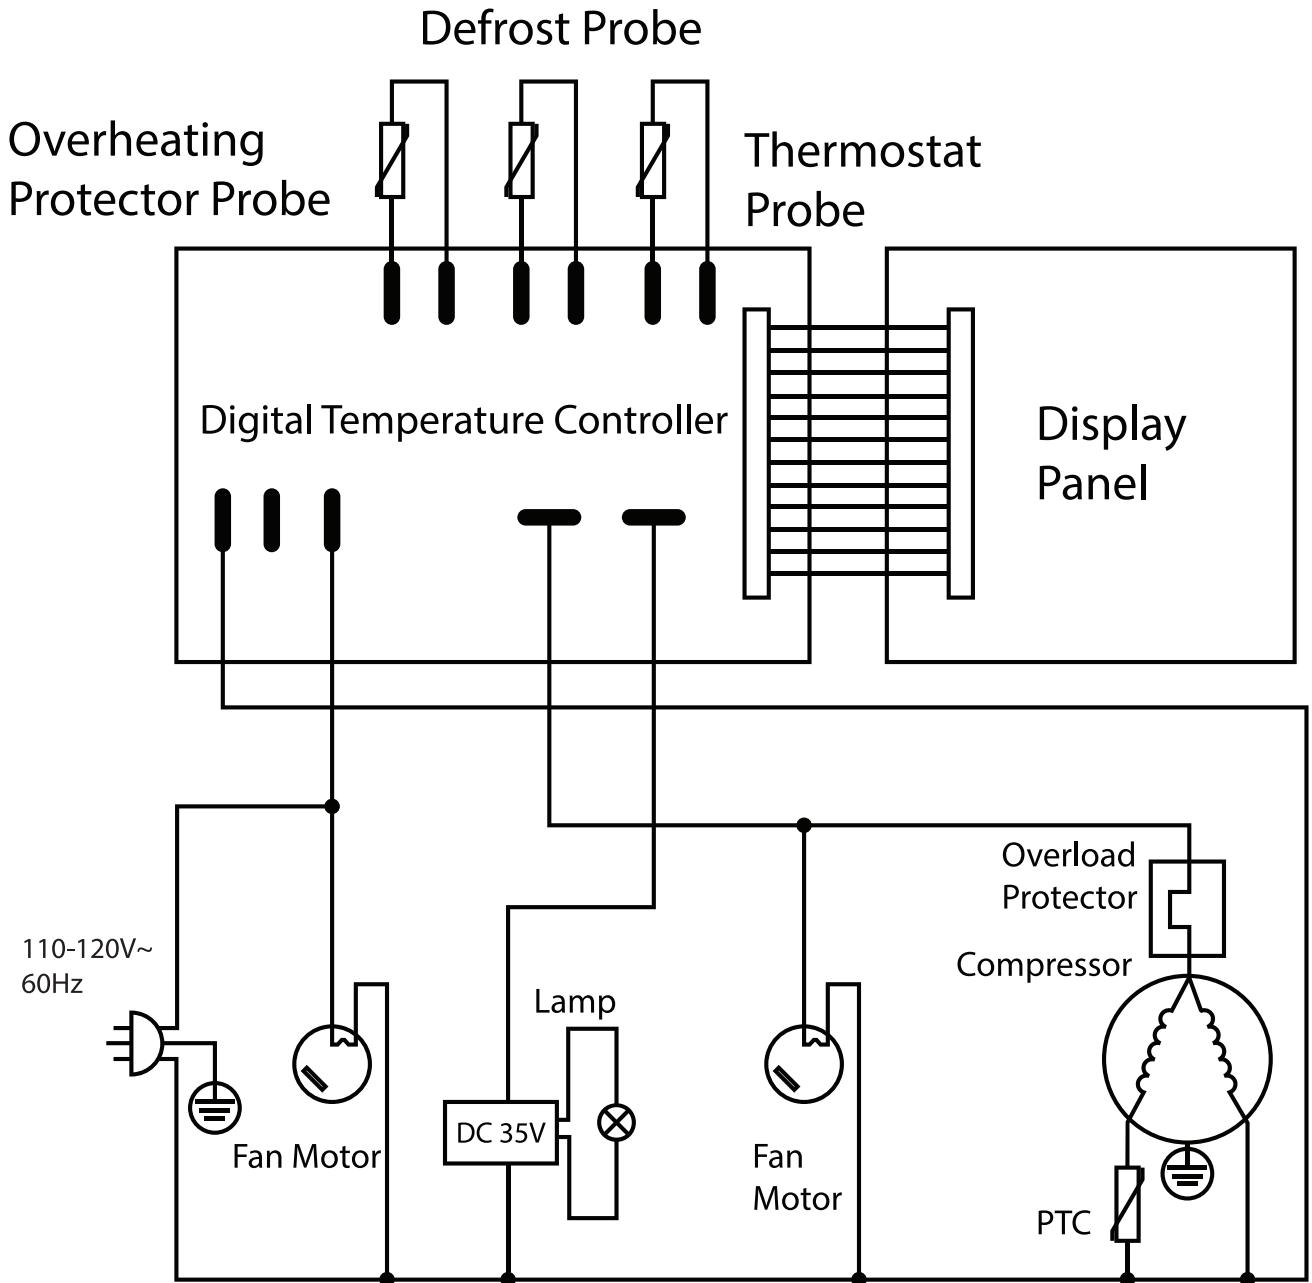 Defrost Probe
Overheating
Protector Probe
Thermostat
Probe
Digital Temperature Controller
Display
Panel
Overload
Protector
110-120V~
60Hz
Compressor
Lamp
DC 35V
Fan Motor
Fan
Motor
PTC